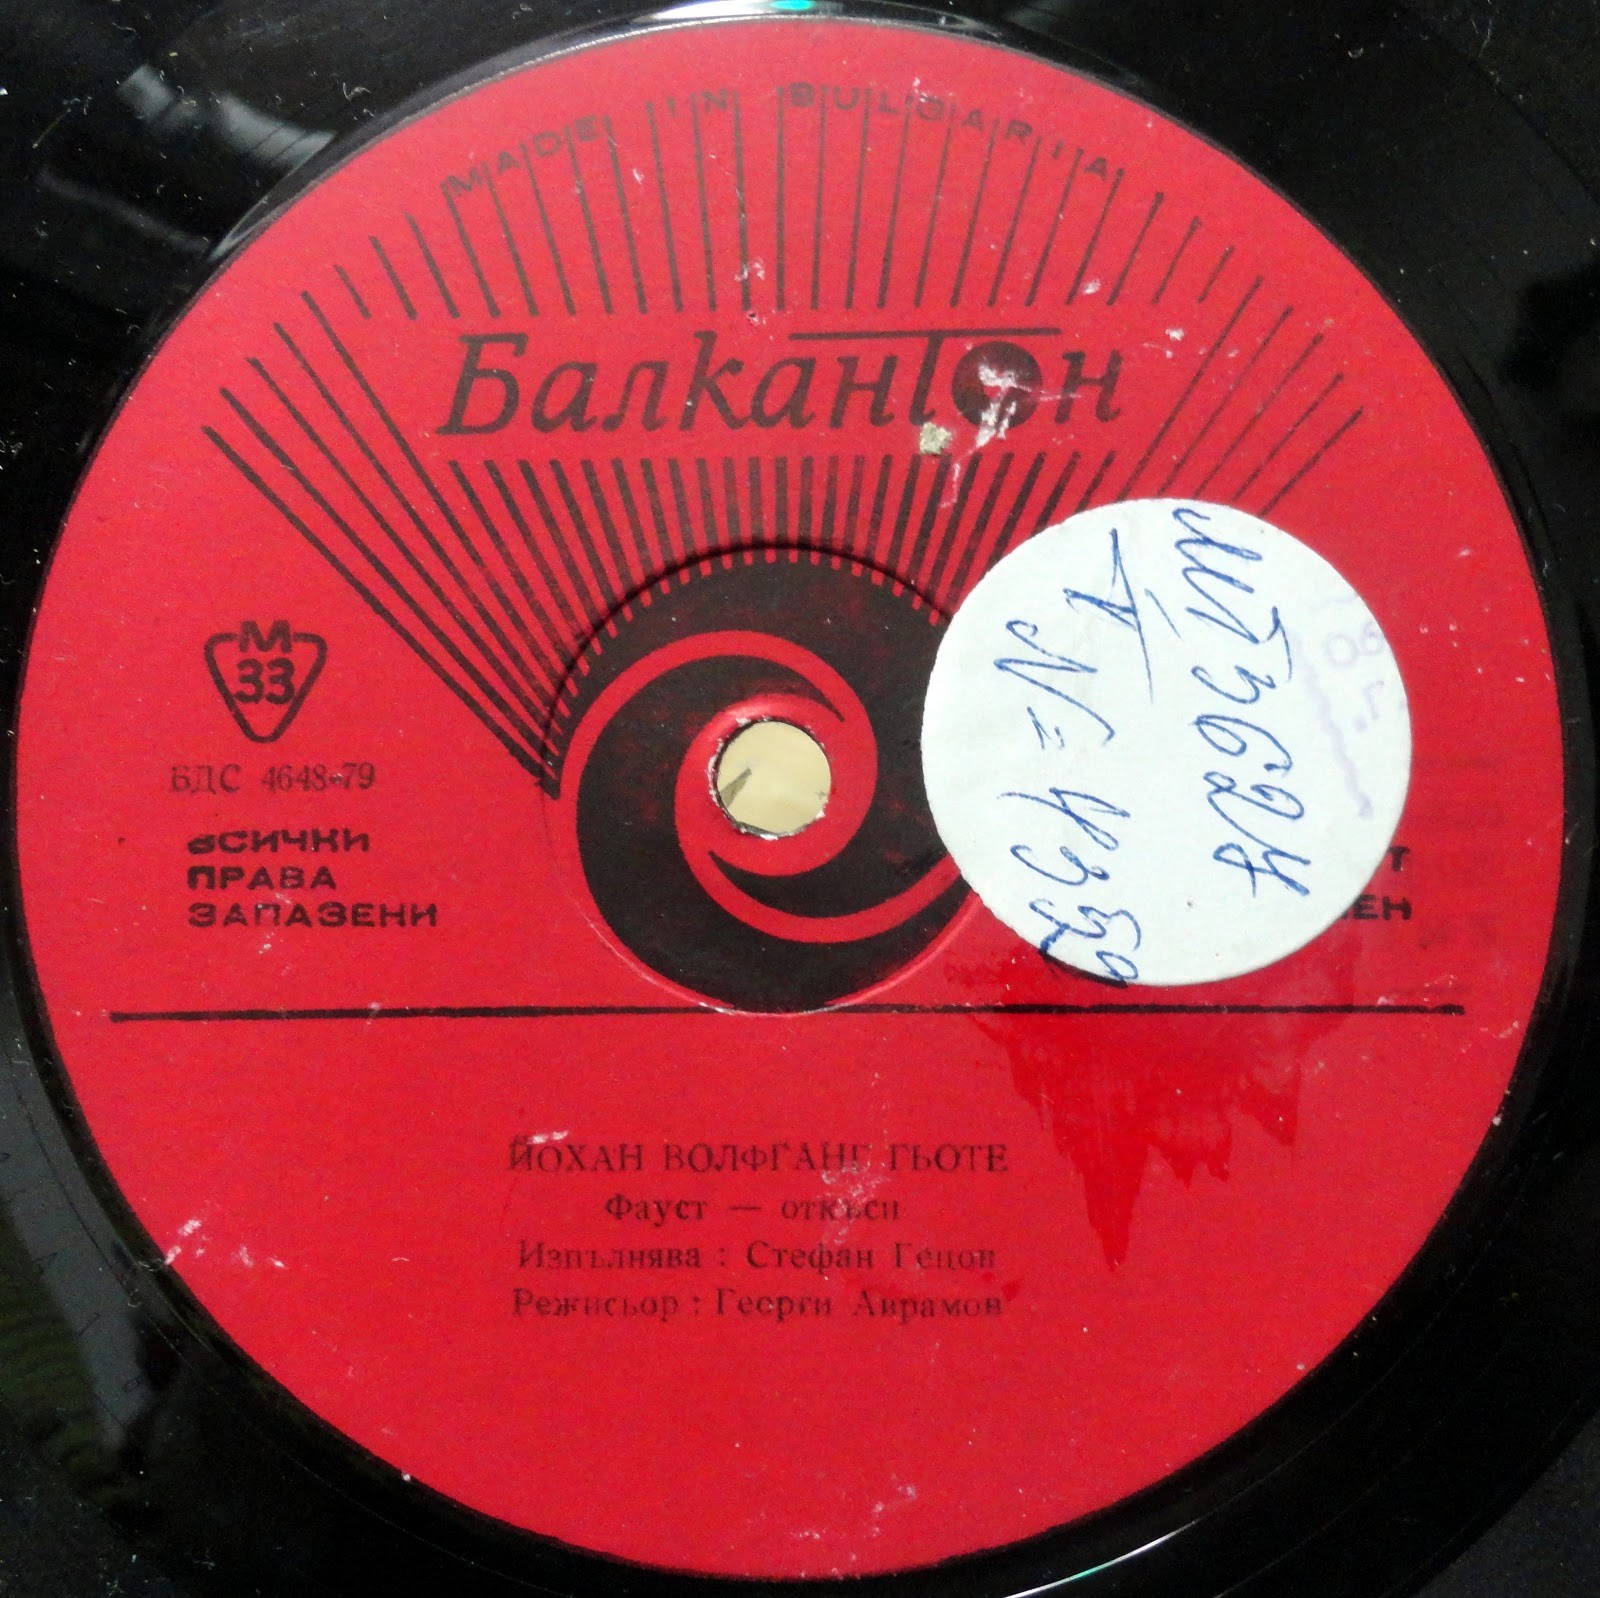 MADE IN BULGARIA
Балкантон
М
33
БДС 4648-79
ВСИЧКИ
ПРАВА
ЗАПАЗЕНИ
ЙОХАН ВОЛФГАНГ ГЬОТЕ
Фауст — откъси
Изпълнява : Стефан Гецов
Режисьор : Георги Аврамов